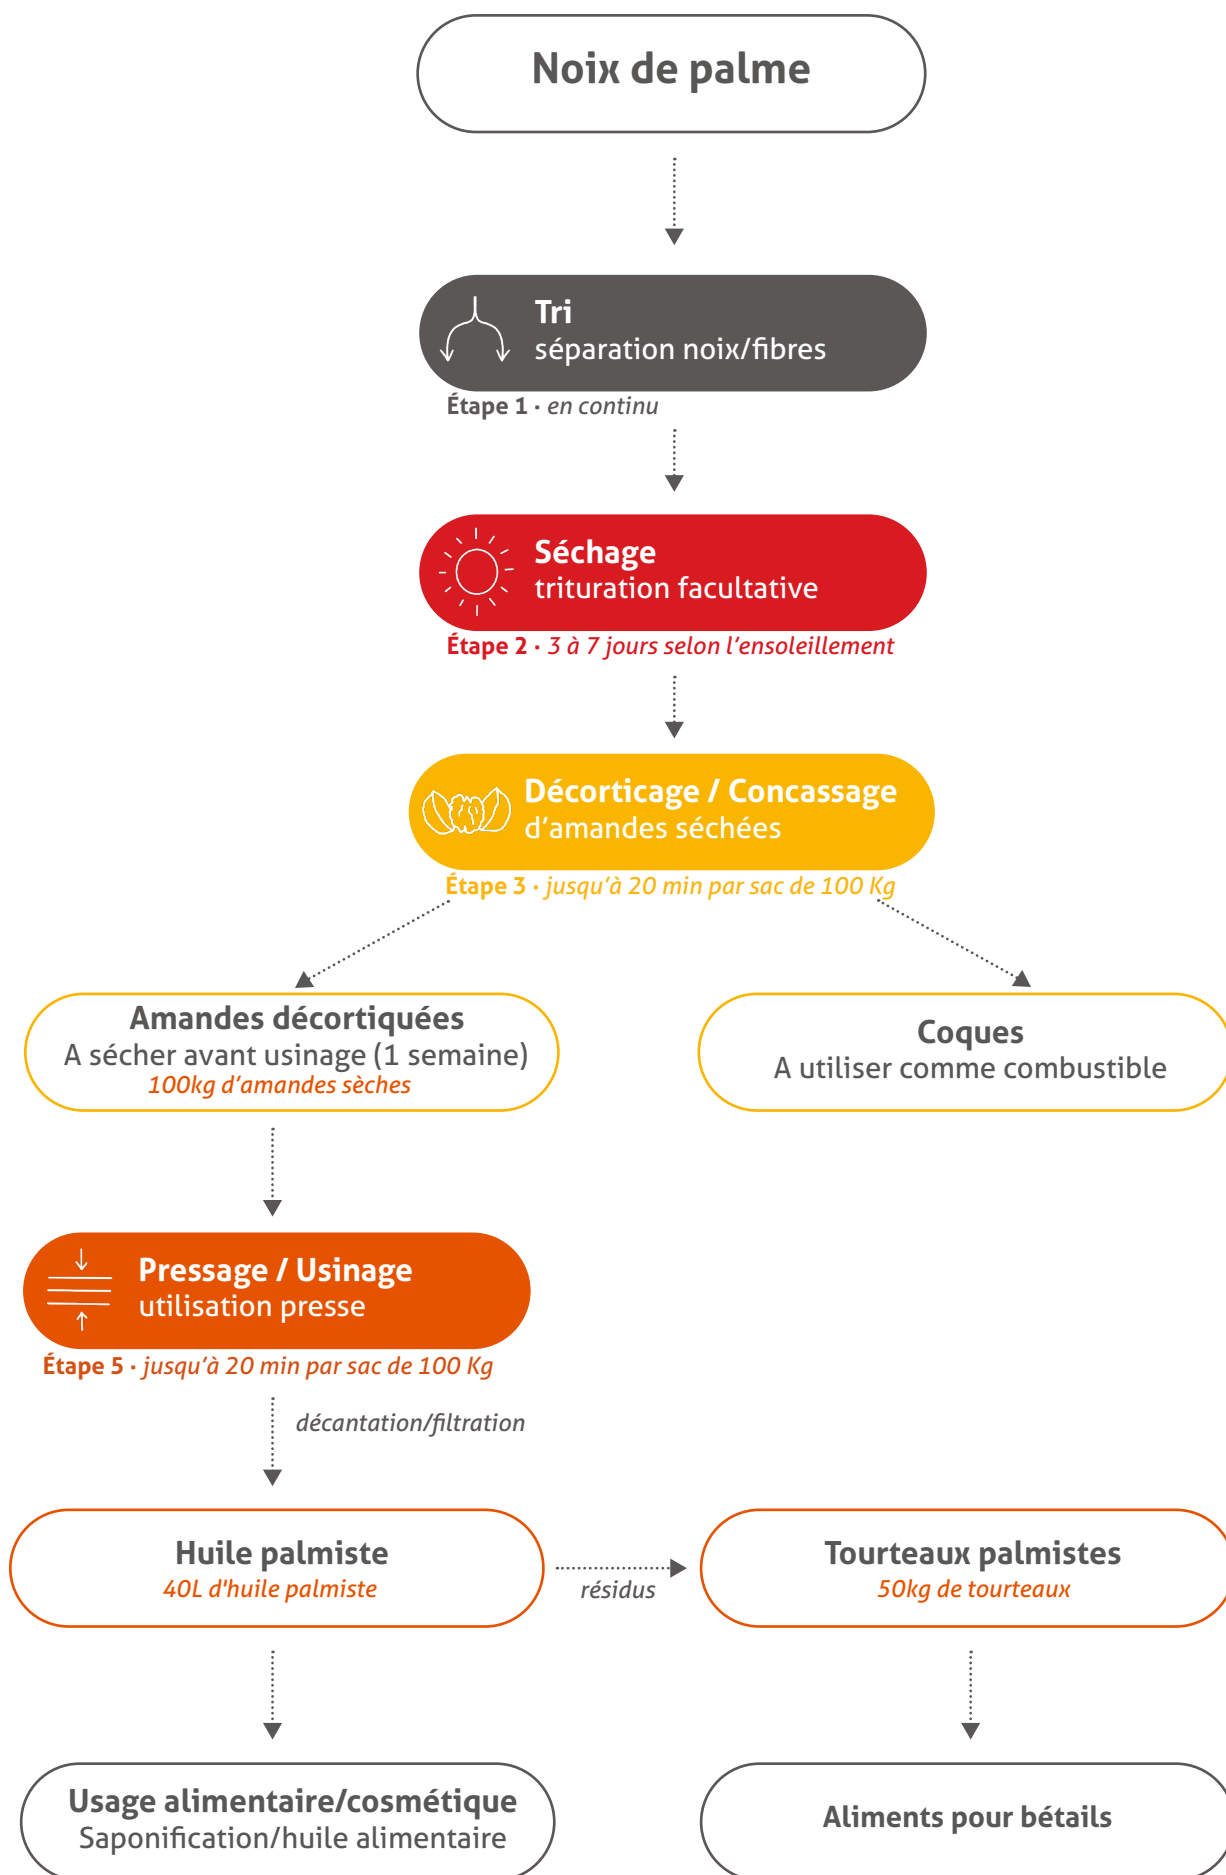 Noix de palme
Tri
séparation noix/fibres
Étape 1 · en continu
Séchage
trituration facultative
Étape 2 · 3 à 7 jours selon l'ensoleillement
Décorticage / Concassage
d'amandes séchées
Étape 3 · jusqu'à 20 min par sac de 100 Kg
Amandes décortiquées
A sécher avant usinage (1 semaine)
100kg d'amandes sèches
Coques
A utiliser comme combustible
Pressage / Usinage
utilisation presse
Étape 5 · jusqu'à 20 min par sac de 100 Kg
décantation/filtration
Huile palmiste
40L d'huile palmiste
résidus
Tourteaux palmistes
50kg de tourteaux
Usage alimentaire/cosmétique
Saponification/huile alimentaire
Aliments pour bétails